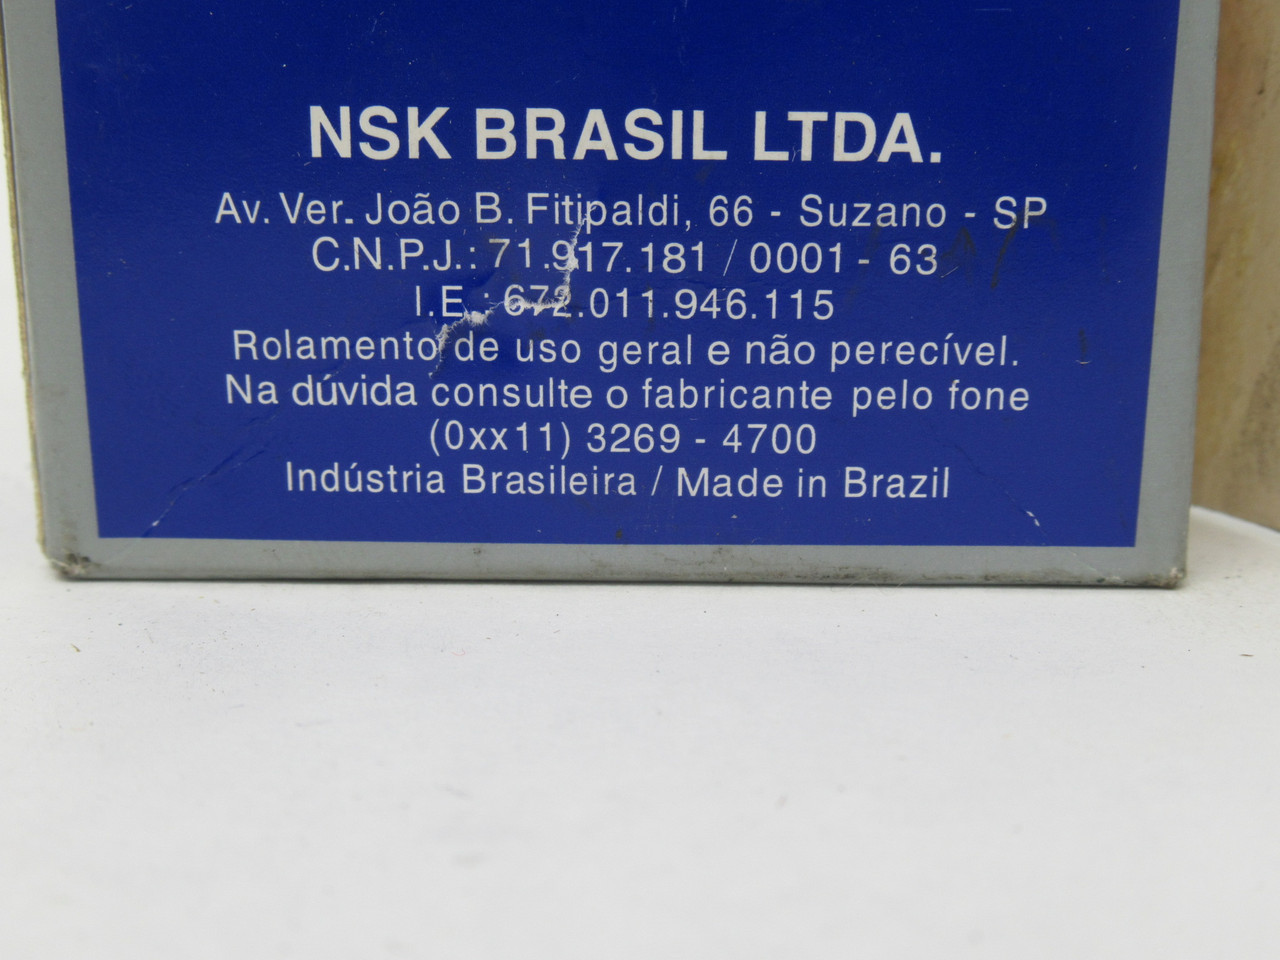 NSK BRASIL LTDA.
Av. Ver. João B. Fitipaldi, 66 - Suzano - SP
C.N.P.J.: 71.917.181 / 0001 - 63
I.E.: 672.011.946.115
Rolamento de uso geral e não perecível.
Na dúvida consulte o fabricante pelo fone
(0xx11) 3269 - 4700
Indústria Brasileira / Made in Brazil